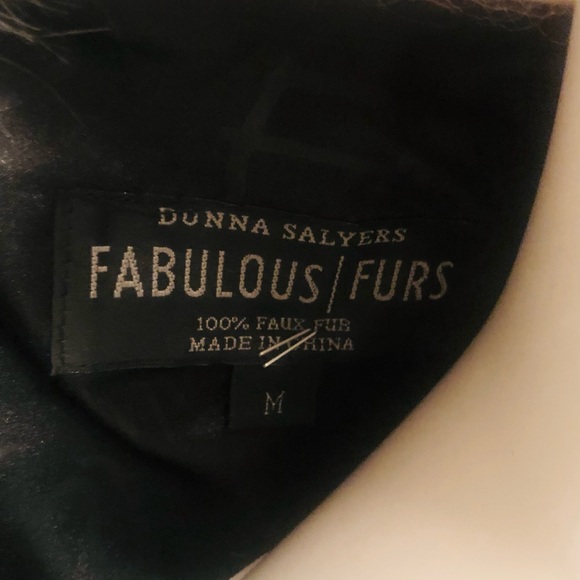 DONNA SALYERS
FABULOUS/FURS
100% FAUX FUR
MADE IN CHINA
M